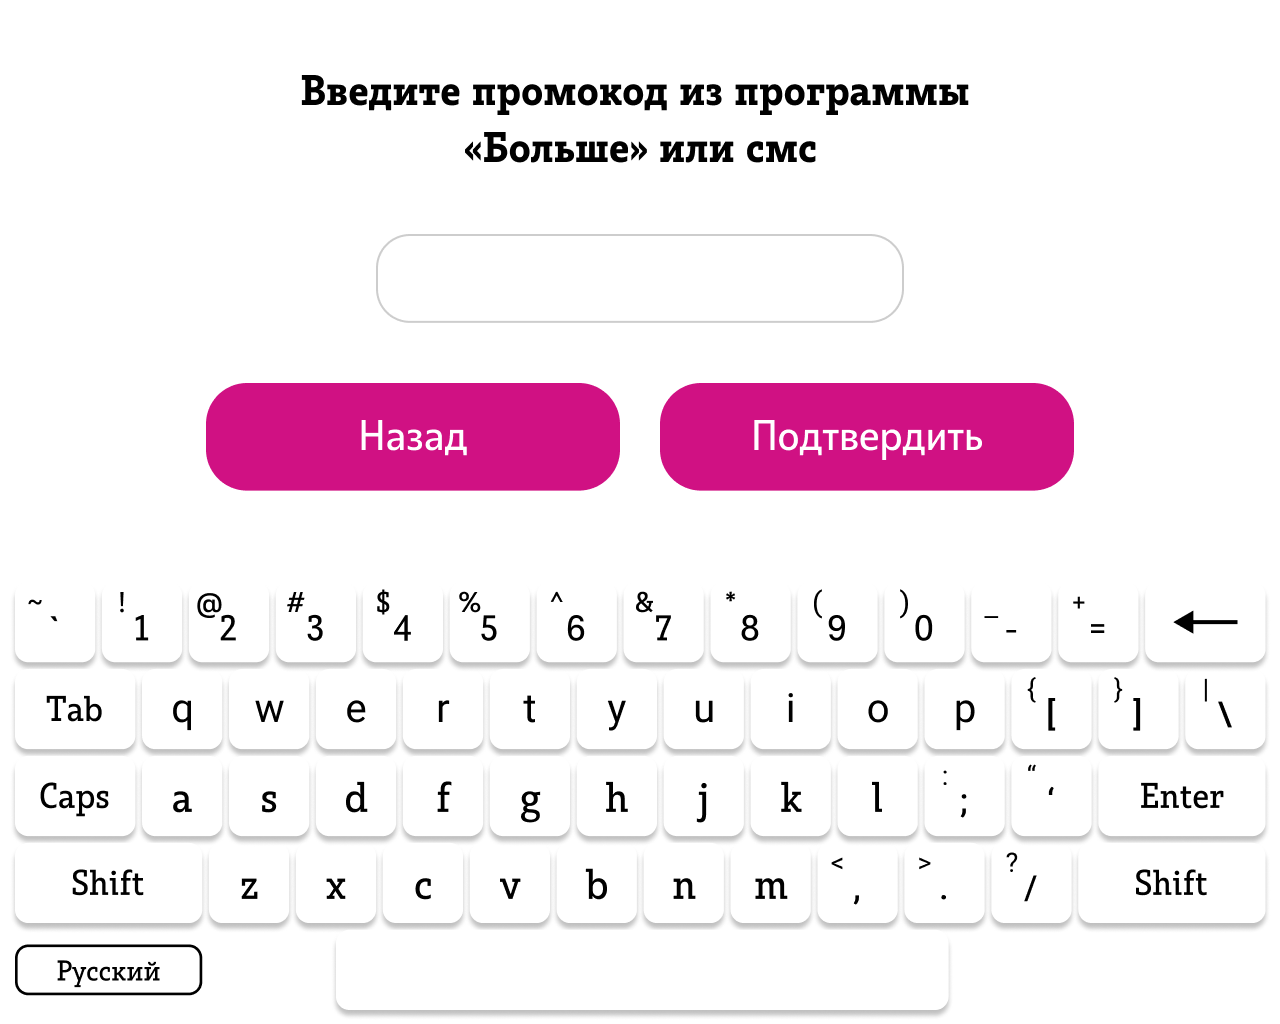 Введите промокод из программы
«Больше» или смс
Назад Подтвердить
~ ` ! 1 @ 2 # 3 $ 4 % 5 ^ 6 & 7 * 8 ( 9 ) 0 _ - + =
Tab q w e r t y u i o p { [ } ] | \
Caps a s d f g h j k l : ; “ ‘ Enter
Shift z x c v b n m < , > . ? / Shift
Русский